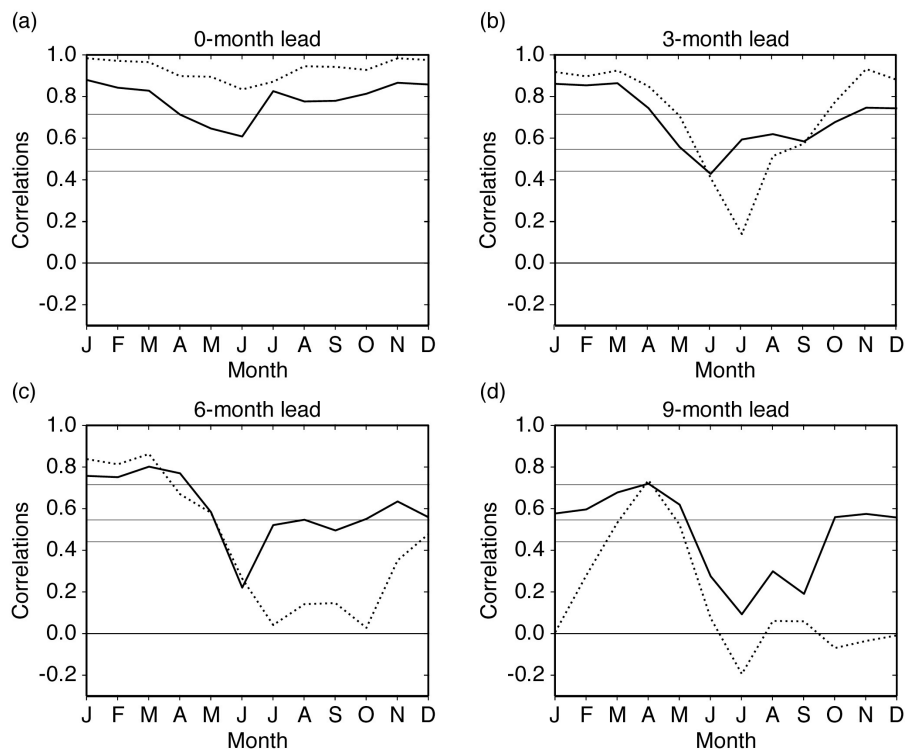 (a)
0-month lead
1.0
0.8
0.6
0.4
0.2
0.0
-0.2
Correlations
J F M A M J J A S O N D
Month
(b)
3-month lead
1.0
0.8
0.6
0.4
0.2
0.0
-0.2
Correlations
J F M A M J J A S O N D
Month
(c)
6-month lead
1.0
0.8
0.6
0.4
0.2
0.0
-0.2
Correlations
J F M A M J J A S O N D
Month
(d)
9-month lead
1.0
0.8
0.6
0.4
0.2
0.0
-0.2
Correlations
J F M A M J J A S O N D
Month